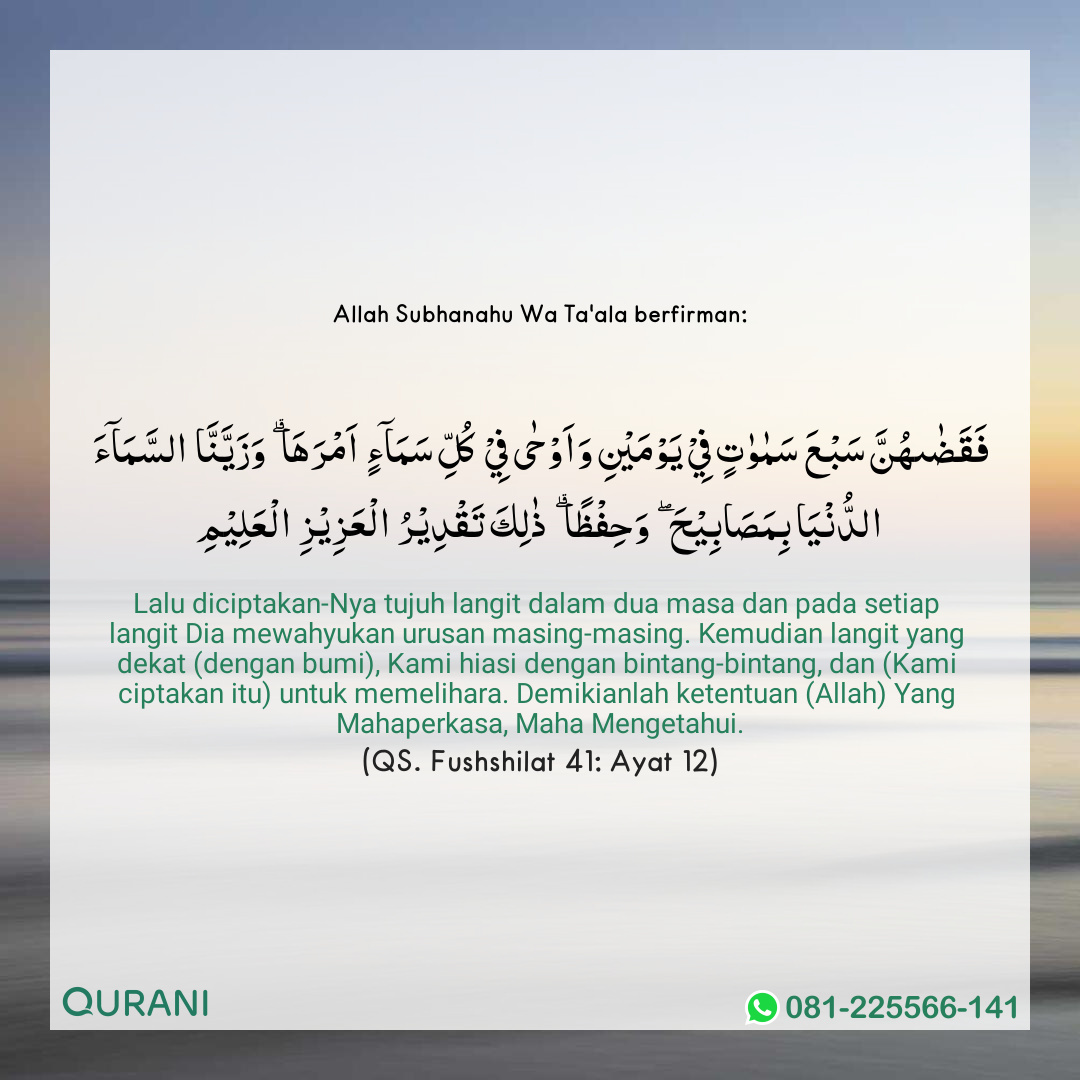 Allah Subhanahu Wa Ta'ala berfirman:
فَقَضٰىهُنَّ سَبْعَ سَمٰوَاتٍ فِيْ يَوْمَيْنِ وَاَوْحٰى فِيْ كُلِّ سَمَآءٍ اَمْرَهَا ۗ وَزَيَّنَّا السَّمَآءَ
الدُّنْيَا بِمَصَابِيْحَ ۖ وَحِفْظًا ۗ ذٰلِكَ تَقْدِيْرُ الْعَزِيْزِ الْعَلِيْمِ
Lalu diciptakan-Nya tujuh langit dalam dua masa dan pada setiap
langit Dia mewahyukan urusan masing-masing. Kemudian langit yang
dekat (dengan bumi), Kami hiasi dengan bintang-bintang, dan (Kami
ciptakan itu) untuk memelihara. Demikianlah ketentuan (Allah) Yang
Mahaperkasa, Maha Mengetahui.
(QS. Fushshilat 41: Ayat 12)
QURANI
081-225566-141